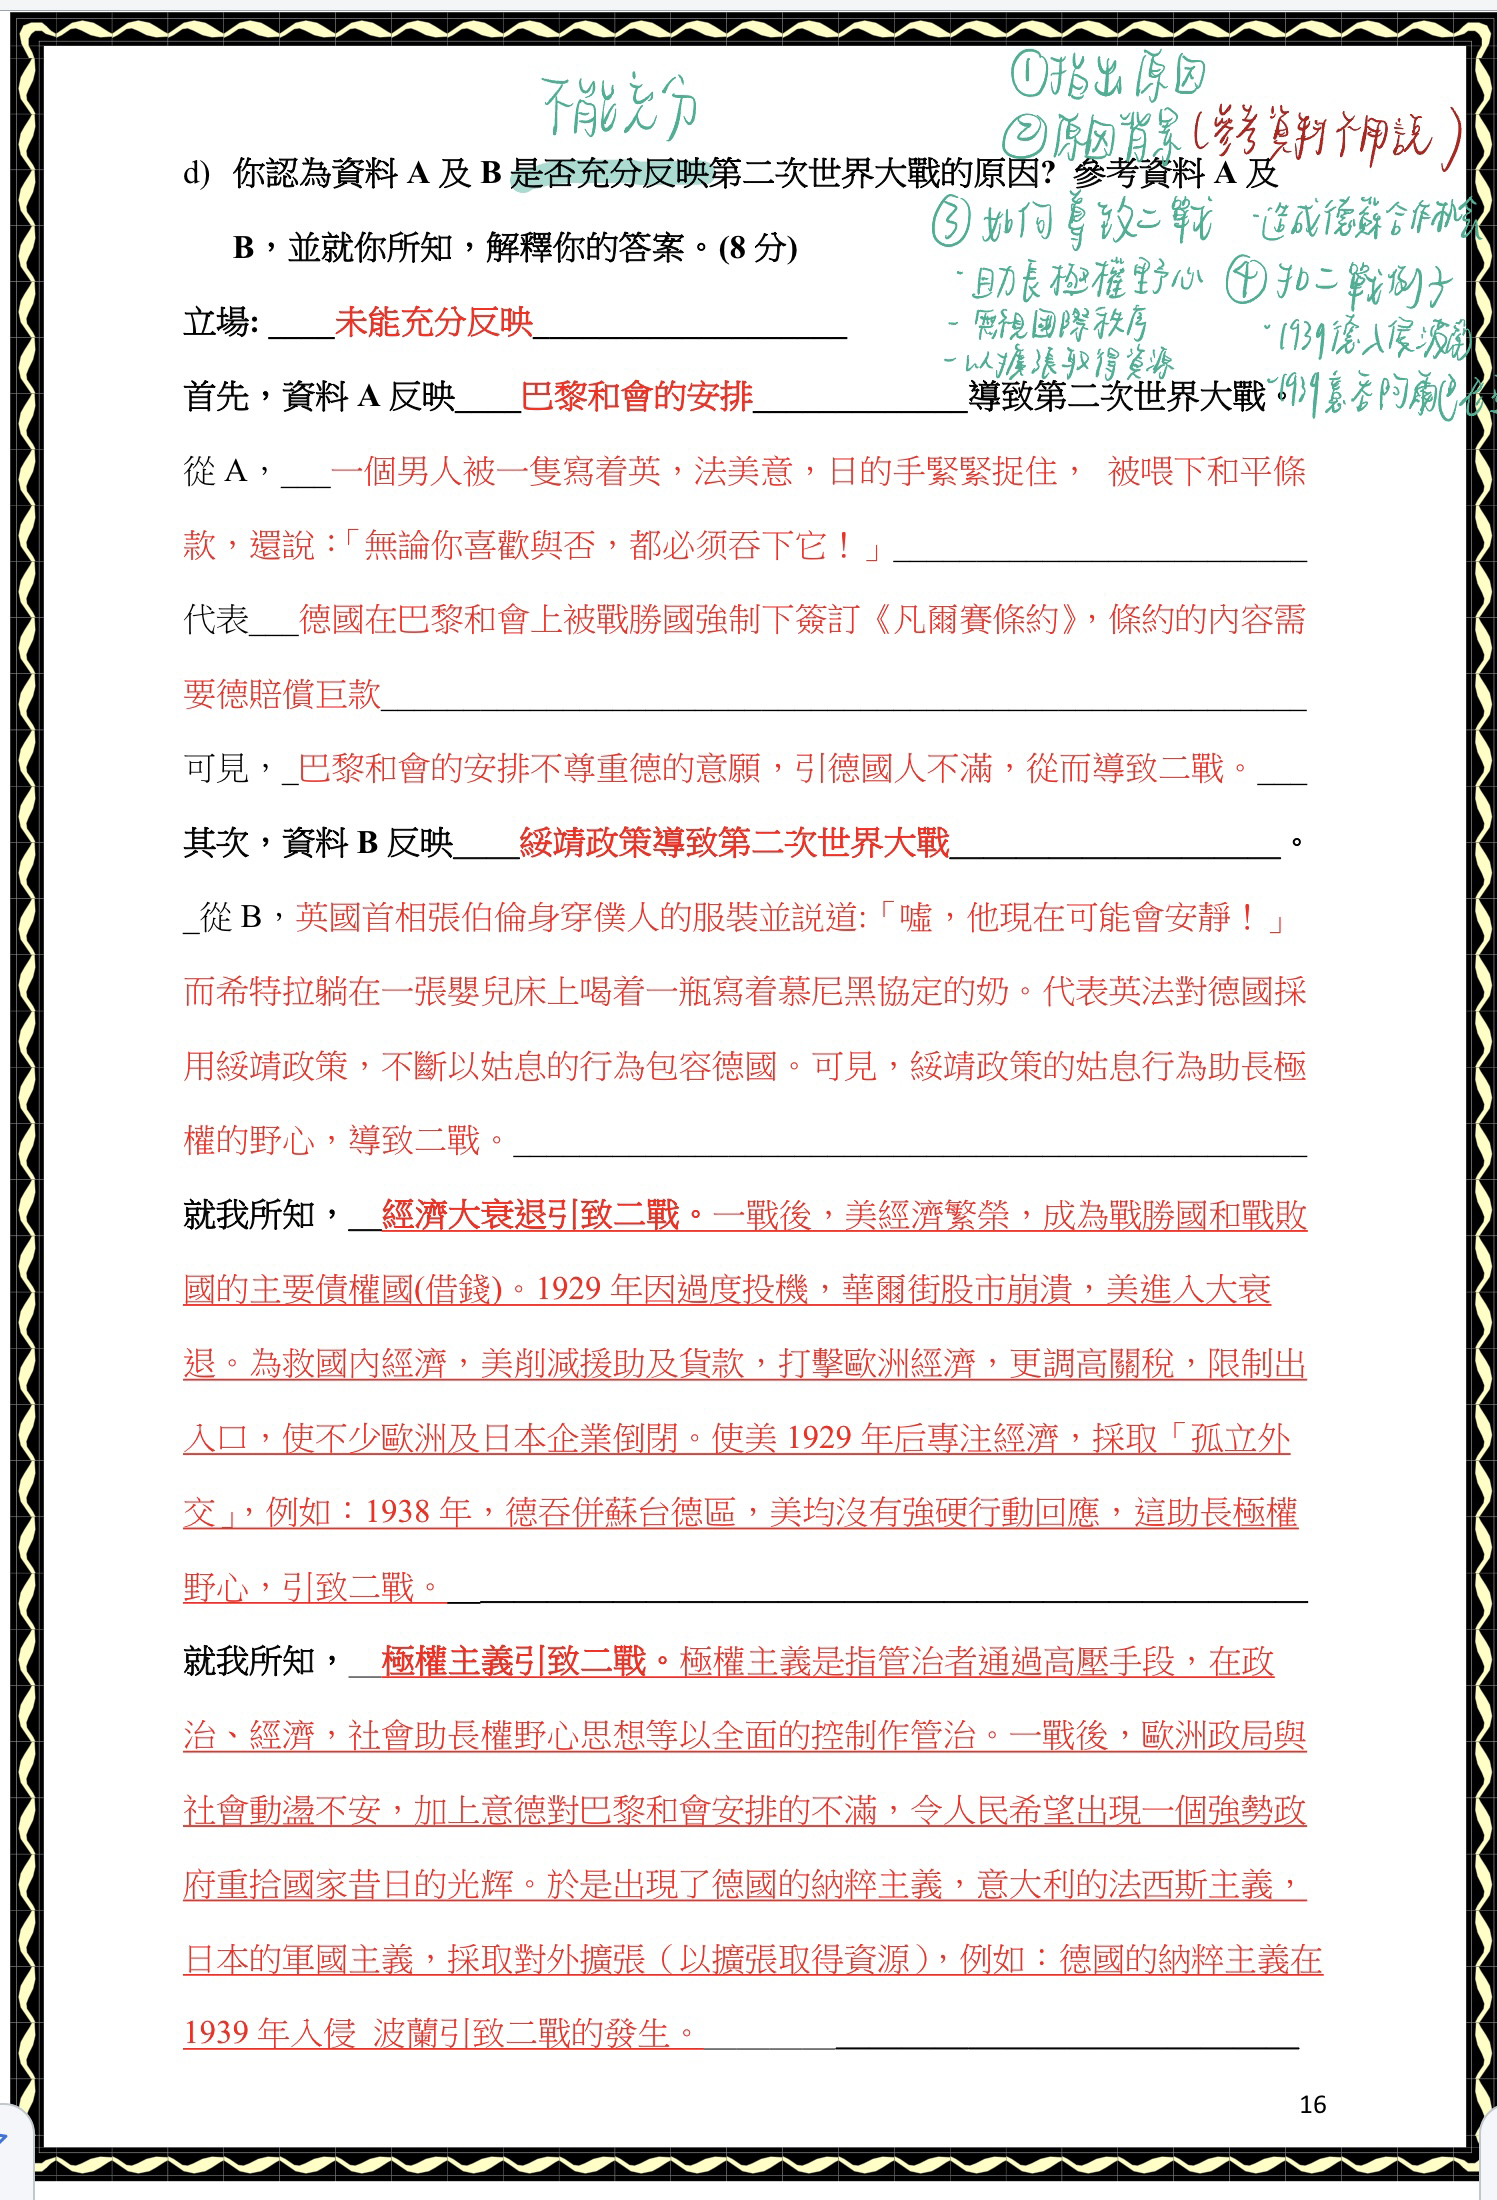 不能充分
①指出原因
②原因背景(參考資料不用說)
d) 你認為資料 A 及 B 是否充分反映第二次世界大戰的原因? 參考資料 A 及
③如何導致二戰 -造成德蘇合作機會
B，並就你所知，解釋你的答案。(8 分)
-助長極權野心 ④扣二戰例子
立場: ____未能充分反映___________________
-無視國際秩序 -1939德入侵波蘭
-以擴張取得資源
首先，資料 A 反映____巴黎和會的安排_____________導致第二次世界大戰。
-1939意吞阿爾巴
從 A，___一個男人被一隻寫着英，法美意，日的手緊緊捉住， 被喂下和平條
款，還說：「無論你喜歡與否，都必须吞下它！」_________________________
代表___德國在巴黎和會上被戰勝國強制下簽訂《凡爾賽條約》，條約的內容需
要德賠償巨款________________________________________________________
可見，_巴黎和會的安排不尊重德的意願，引德國人不滿，從而導致二戰。___
其次，資料 B 反映____綏靖政策導致第二次世界大戰____________________。
_從 B，英國首相張伯倫身穿僕人的服裝並説道:「噓，他現在可能會安靜！」
而希特拉躺在一張嬰兒床上喝着一瓶寫着慕尼黑協定的奶。代表英法對德國採
用綏靖政策，不斷以姑息的行為包容德國。可見，綏靖政策的姑息行為助長極
權的野心，導致二戰。________________________________________________
就我所知，__經濟大衰退引致二戰。一戰後，美經濟繁榮，成為戰勝國和戰敗
國的主要債權國(借錢)。1929 年因過度投機，華爾街股市崩潰，美進入大衰
退。為救國內經濟，美削減援助及貨款，打擊歐洲經濟，更調高關稅，限制出
入口，使不少歐洲及日本企業倒閉。使美 1929 年后專注經濟，採取「孤立外
交」，例如：1938 年，德吞併蘇台德區，美均沒有強硬行動回應，這助長極權
野心，引致二戰。__________________________________________________
就我所知，__極權主義引致二戰。極權主義是指管治者通過高壓手段，在政
治、經濟，社會助長權野心思想等以全面的控制作管治。一戰後，歐洲政局與
社會動盪不安，加上意德對巴黎和會安排的不滿，令人民希望出現一個強勢政
府重拾國家昔日的光辉。於是出現了德國的納粹主義，意大利的法西斯主義，
日本的軍國主義，採取對外擴張（以擴張取得資源），例如：德國的納粹主義在
1939 年入侵 波蘭引致二戰的發生。____________________________________
16